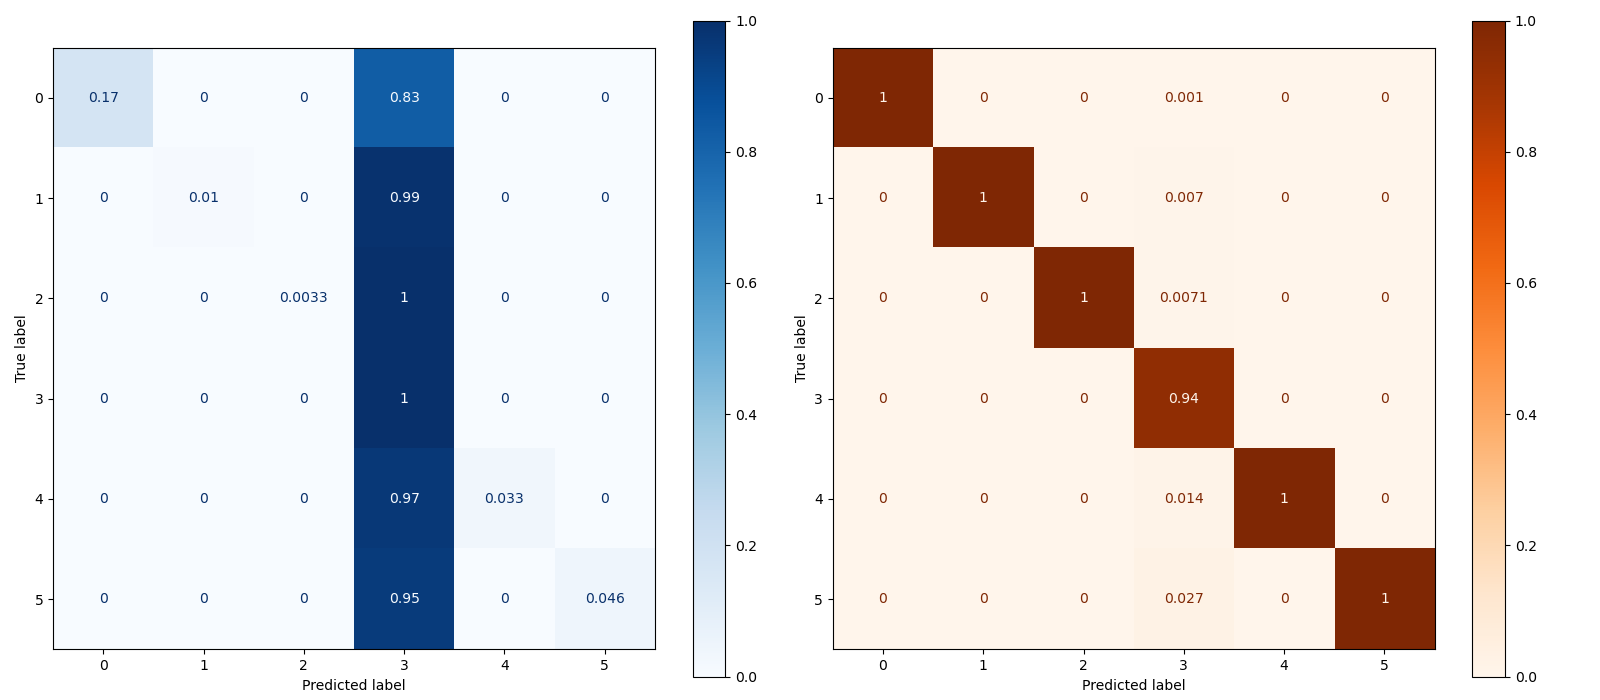 0 0.17 0 0 0.83 0 0
1 0 0.01 0 0.99 0 0
2 0 0 0.0033 1 0 0
3 0 0 0 1 0 0
4 0 0 0 0.97 0.033 0
5 0 0 0 0.95 0 0.046
0 1 2 3 4 5
True label
Predicted label
1.0
0.8
0.6
0.4
0.2
0.0
0 1 0 0 0.001 0 0
1 0 1 0 0.007 0 0
2 0 0 1 0.0071 0 0
3 0 0 0 0.94 0 0
4 0 0 0 0.014 1 0
5 0 0 0 0.027 0 1
0 1 2 3 4 5
True label
Predicted label
1.0
0.8
0.6
0.4
0.2
0.0